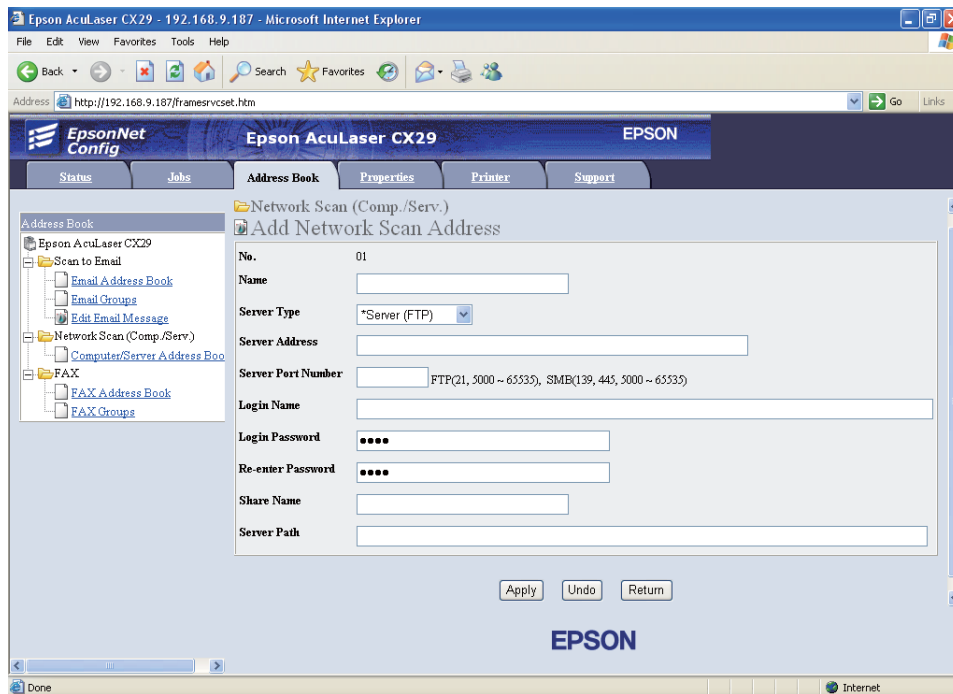 Epson AcuLaser CX29 - 192.168.9.187 - Microsoft Internet Explorer
File Edit View Favorites Tools Help
Back Search Favorites
Address http://192.168.9.187/framesrvcset.htm Go Links
EpsonNet
Config
Epson AcuLaser CX29
EPSON
Status Jobs Address Book Properties Printer Support
Address Book
Epson AcuLaser CX29
Scan to Email
Email Address Book
Email Groups
Edit Email Message
Network Scan (Comp./Serv.)
Computer/Server Address Boo
FAX
FAX Address Book
FAX Groups
Network Scan (Comp./Serv.)
Add Network Scan Address
No. 01
Name
Server Type *Server (FTP)
Server Address
Server Port Number FTP(21, 5000 ~ 65535), SMB(139, 445, 5000 ~ 65535)
Login Name
Login Password ••••
Re-enter Password ••••
Share Name
Server Path
Apply Undo Return
EPSON
Done Internet